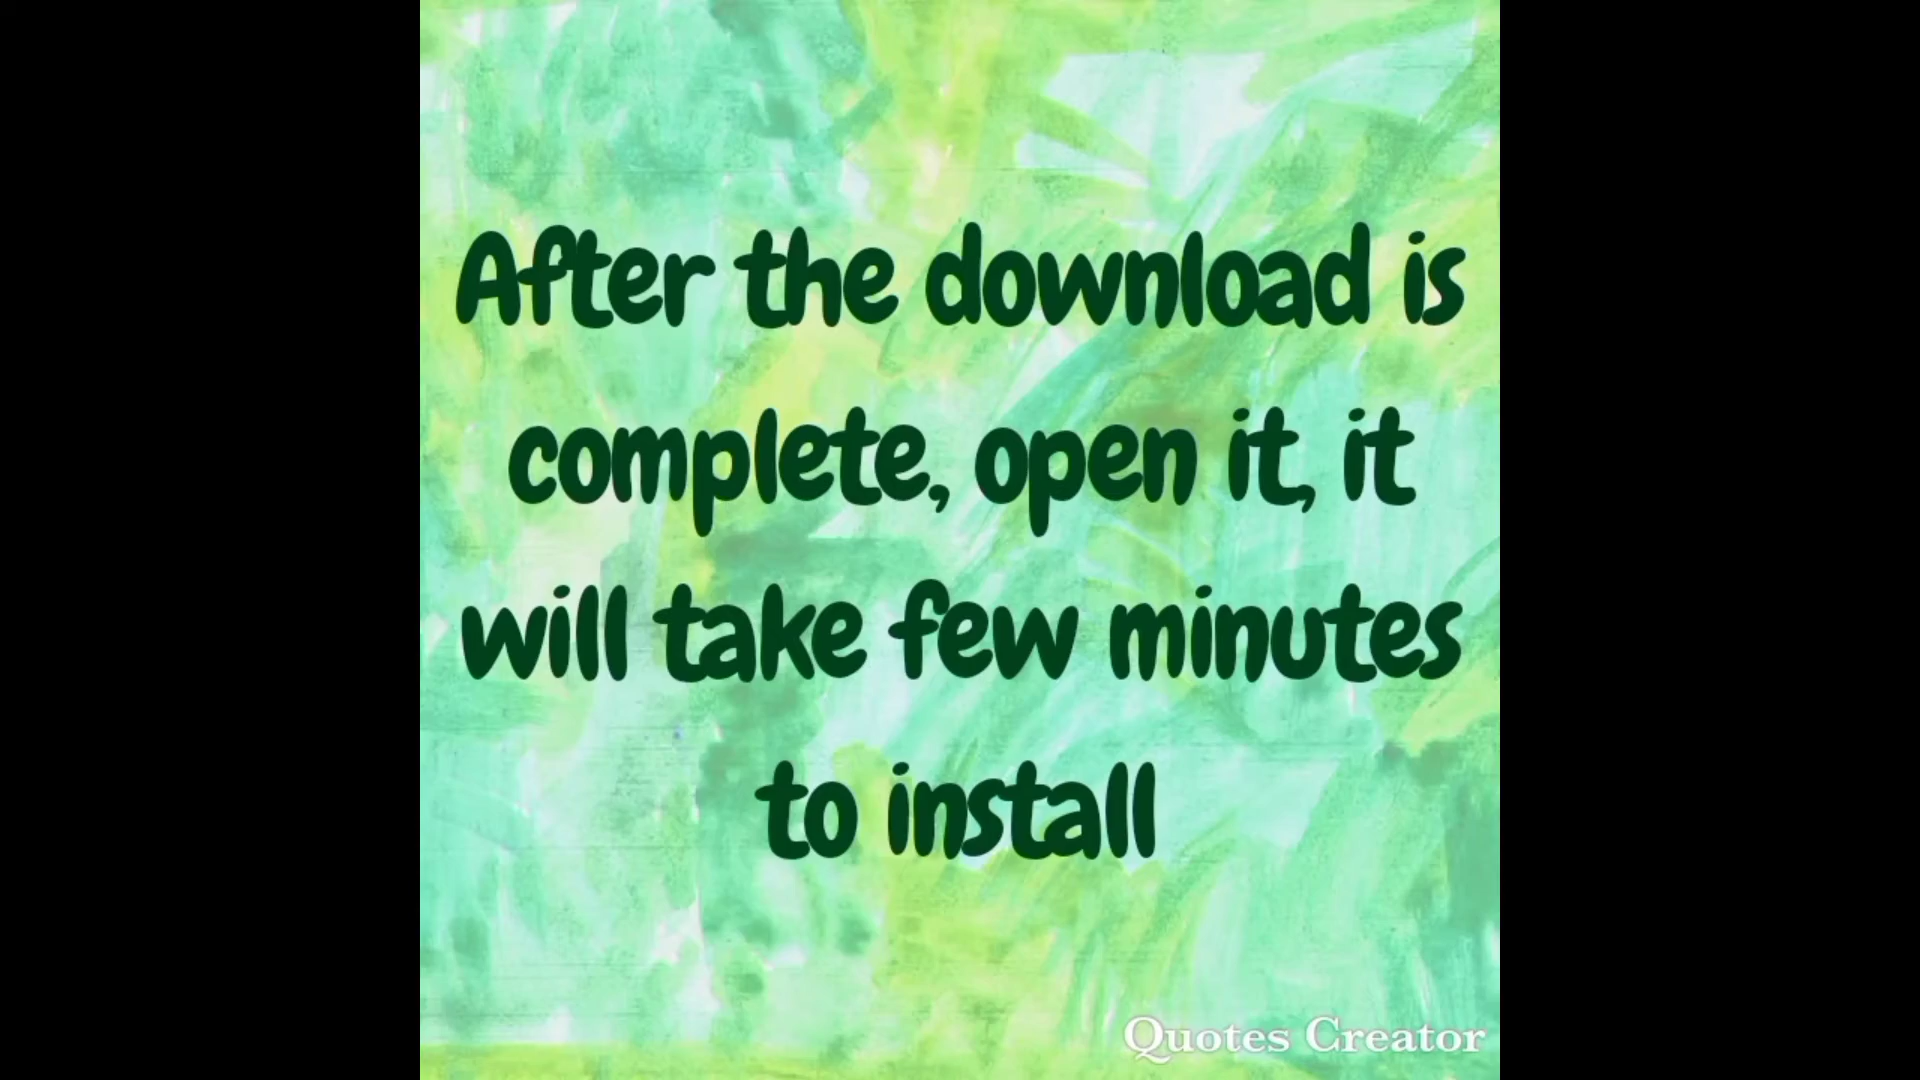 After the download is
complete, open it, it
will take few minutes
to install
Quotes Creator